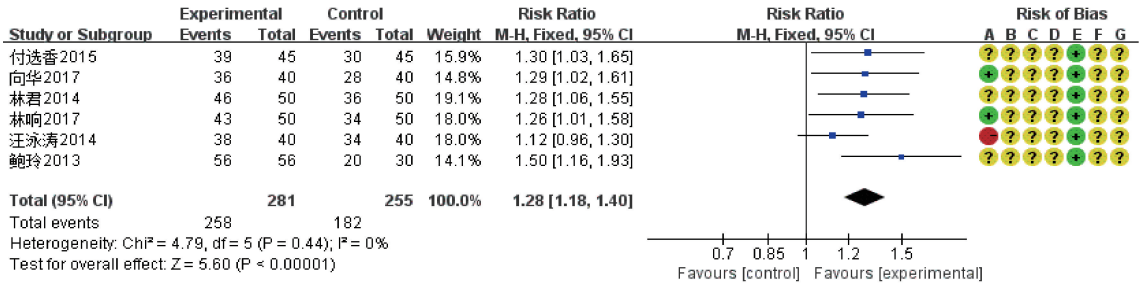 Experimental Control Risk Ratio Risk Ratio Risk of Bias
Study or Subgroup Events Total Events Total Weight M-H, Fixed, 95% CI M-H, Fixed, 95% CI A B C D E F G
付选香2015 39 45 30 45 15.9% 1.30 [1.03, 1.65] ? ? ? ? + ? ?
向华2017 36 40 28 40 14.8% 1.29 [1.02, 1.61] + ? ? ? + ? ?
林君2014 46 50 36 50 19.1% 1.28 [1.06, 1.55] ? ? ? ? + ? ?
林响2017 43 50 34 50 18.0% 1.26 [1.01, 1.58] + ? ? ? + ? ?
汪泳涛2014 38 40 34 40 18.0% 1.12 [0.96, 1.30] - ? ? ? + ? ?
鲍玲2013 56 56 20 30 14.1% 1.50 [1.16, 1.93] ? ? ? ? + ? ?
Total (95% CI) 281 255 100.0% 1.28 [1.18, 1.40]
Total events 258 182
Heterogeneity: Chi² = 4.79, df = 5 (P = 0.44); I² = 0%
Test for overall effect: Z = 5.60 (P < 0.00001)
0.7 0.85 1 1.2 1.5
Favours [control] Favours [experimental]